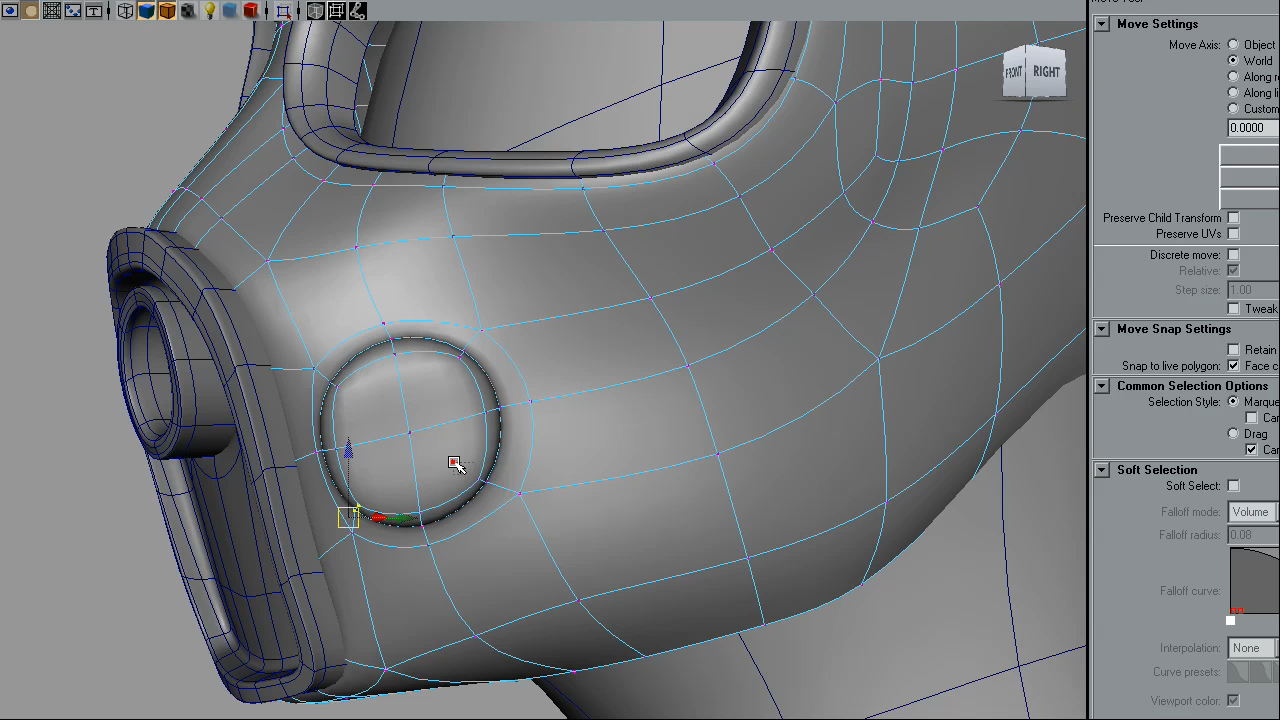 Move Settings
Move Axis:
Object
World
Along
Along
Custom
0.0000
Preserve Child Transform
Preserve UVs
Discrete move:
Relative:
Step size:
1.00
Tweak
Move Snap Settings
Retain
Snap to live polygon:
Face c
Common Selection Options
Selection Style:
Marque
Drag
Soft Selection
Soft Select:
Falloff mode:
Volume
Falloff radius:
0.08
Falloff curve:
Interpolation:
None
Curve presets:
Viewport color:
FRONT
RIGHT